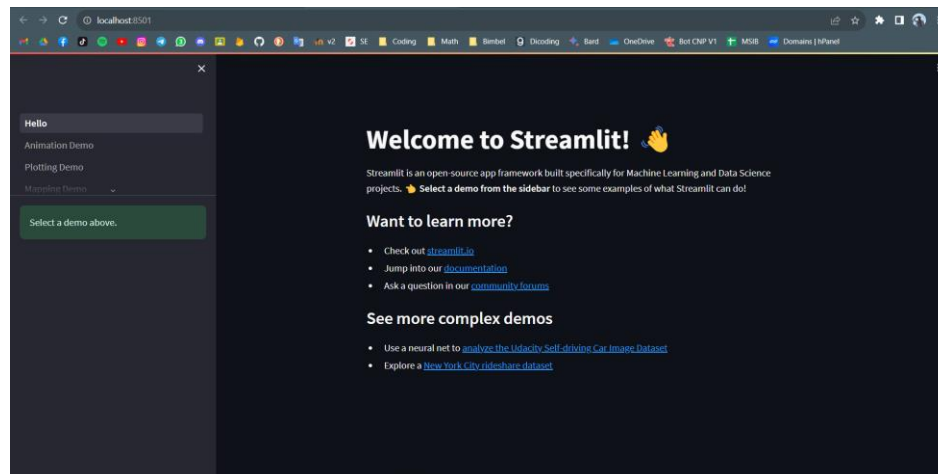 localhost:8501
v2
SE
Coding
Math
Bimbel
Dicoding
Bard
OneDrive
Bot CNP V1
MSIB
Domains | hPanel
Hello
Animation Demo
Plotting Demo
Mapping Demo
Select a demo above.
Welcome to Streamlit!
Streamlit is an open-source app framework built specifically for Machine Learning and Data Science
projects. Select a demo from the sidebar to see some examples of what Streamlit can do!
Want to learn more?
• Check out streamlit.io
• Jump into our documentation
• Ask a question in our community forums
See more complex demos
• Use a neural net to analyze the Udacity Self-driving Car Image Dataset
• Explore a New York City rideshare dataset